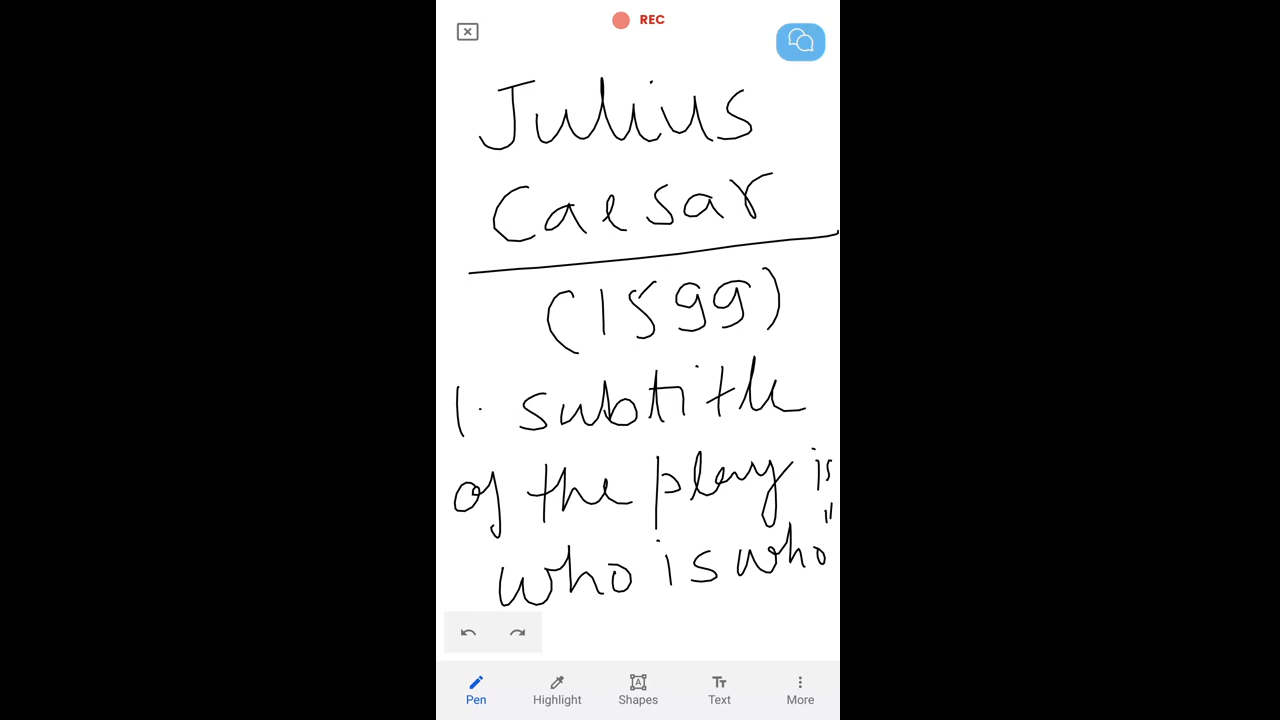 REC
Julius
Caesar
(1599)
1. subtitle
of the play is
who is who"
Pen Highlight Shapes Text More